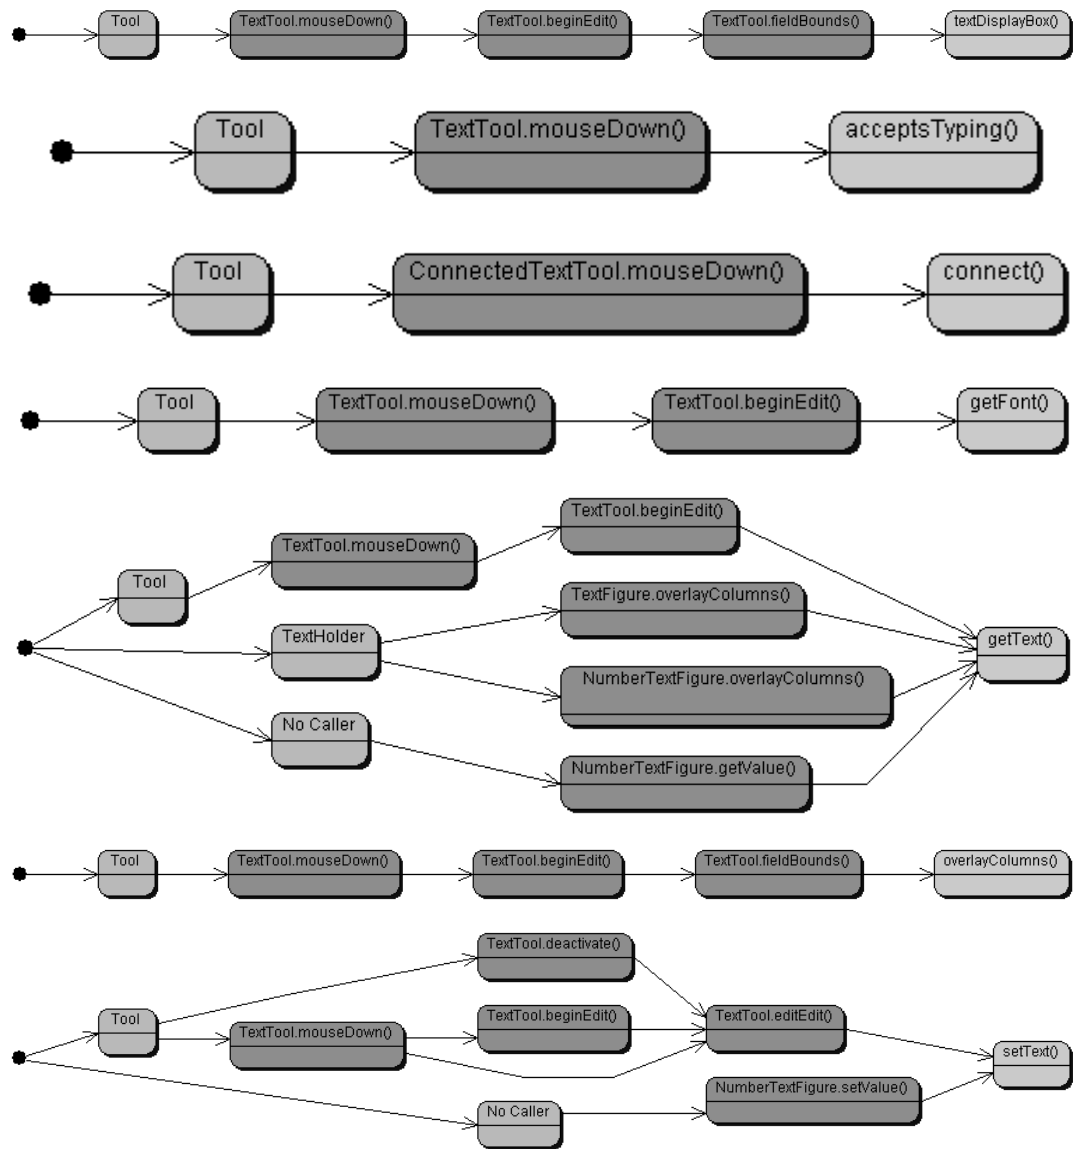 Tool
TextTool.mouseDown()
TextTool.beginEdit()
TextTool.fieldBounds()
textDisplayBox()
Tool
TextTool.mouseDown()
acceptsTyping()
Tool
ConnectedTextTool.mouseDown()
connect()
Tool
TextTool.mouseDown()
TextTool.beginEdit()
getFont()
TextTool.beginEdit()
TextTool.mouseDown()
Tool
TextFigure.overlayColumns()
TextHolder
getText()
NumberTextFigure.overlayColumns()
No Caller
NumberTextFigure.getValue()
Tool
TextTool.mouseDown()
TextTool.beginEdit()
TextTool.fieldBounds()
overlayColumns()
TextTool.deactivate()
Tool
TextTool.mouseDown()
TextTool.beginEdit()
TextTool.editEdit()
setText()
NumberTextFigure.setValue()
No Caller